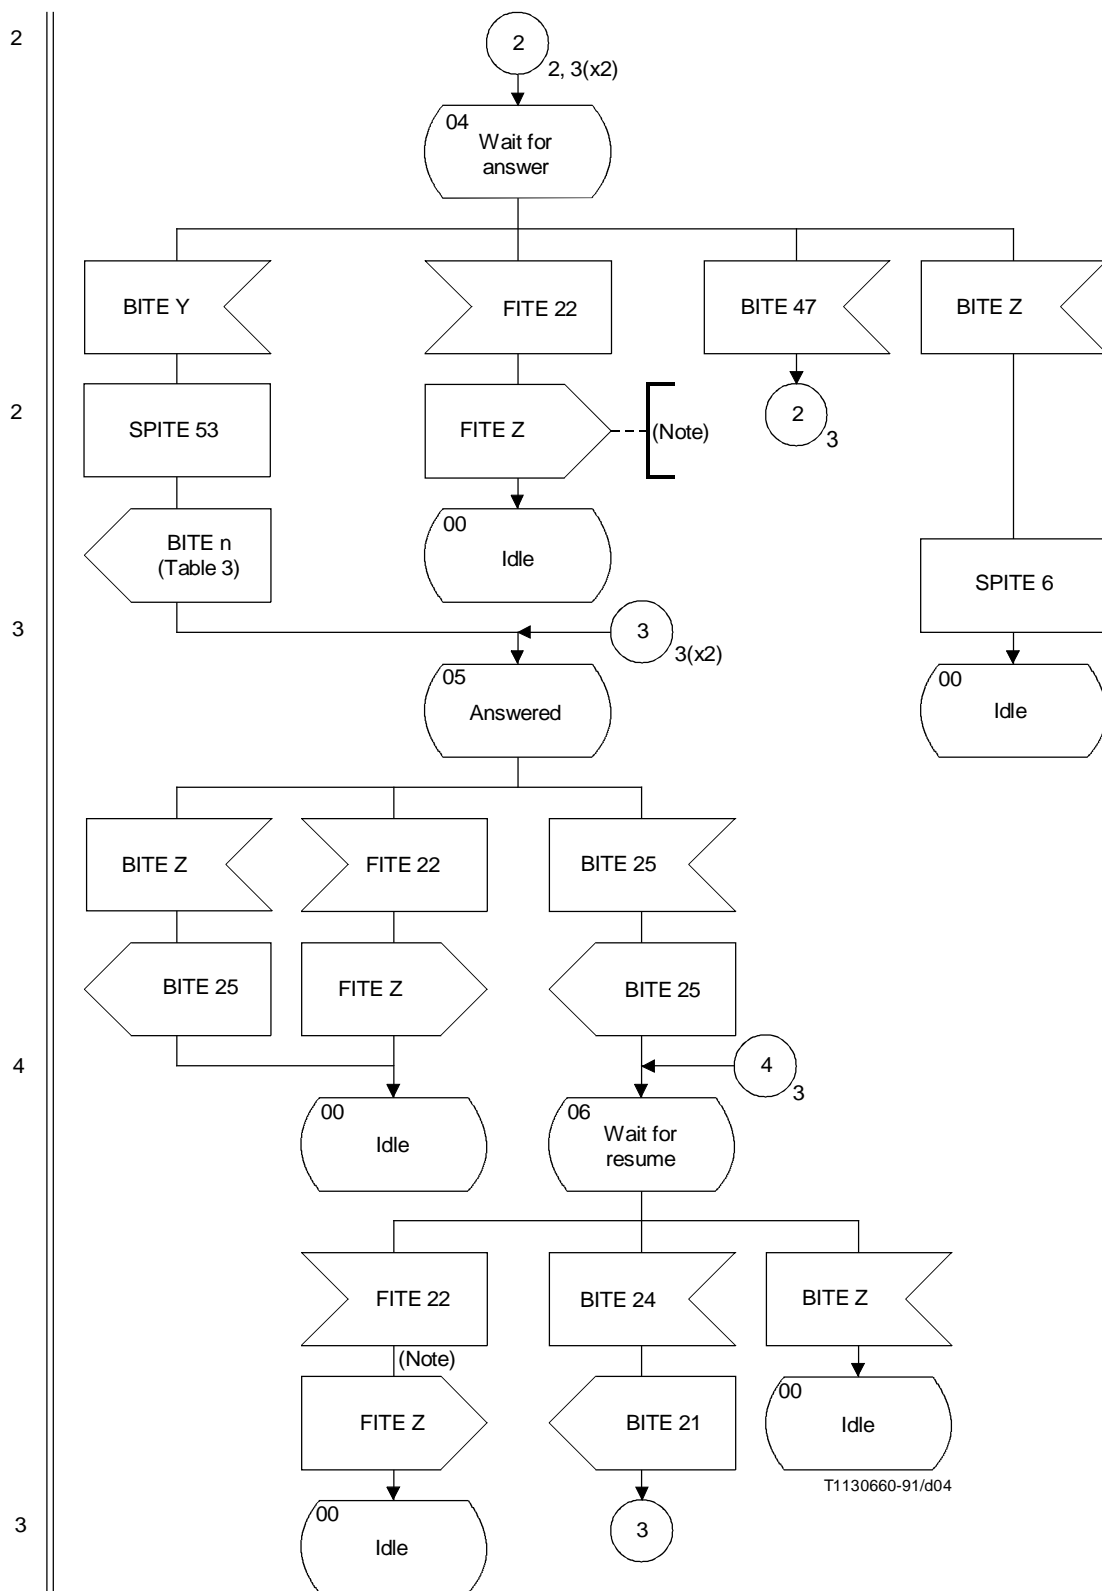 2
2
2, 3(x2)
04
Wait for
answer
BITE Y
FITE 22
BITE 47
BITE Z
2
SPITE 53
FITE Z
(Note)
2
3
BITE n
(Table 3)
00
Idle
SPITE 6
3
3
3(x2)
05
Answered
00
Idle
BITE Z
FITE 22
BITE 25
BITE 25
FITE Z
BITE 25
4
4
3
00
Idle
06
Wait for
resume
FITE 22
BITE 24
BITE Z
(Note)
FITE Z
BITE 21
00
Idle
T1130660-91/d04
3
00
Idle
3